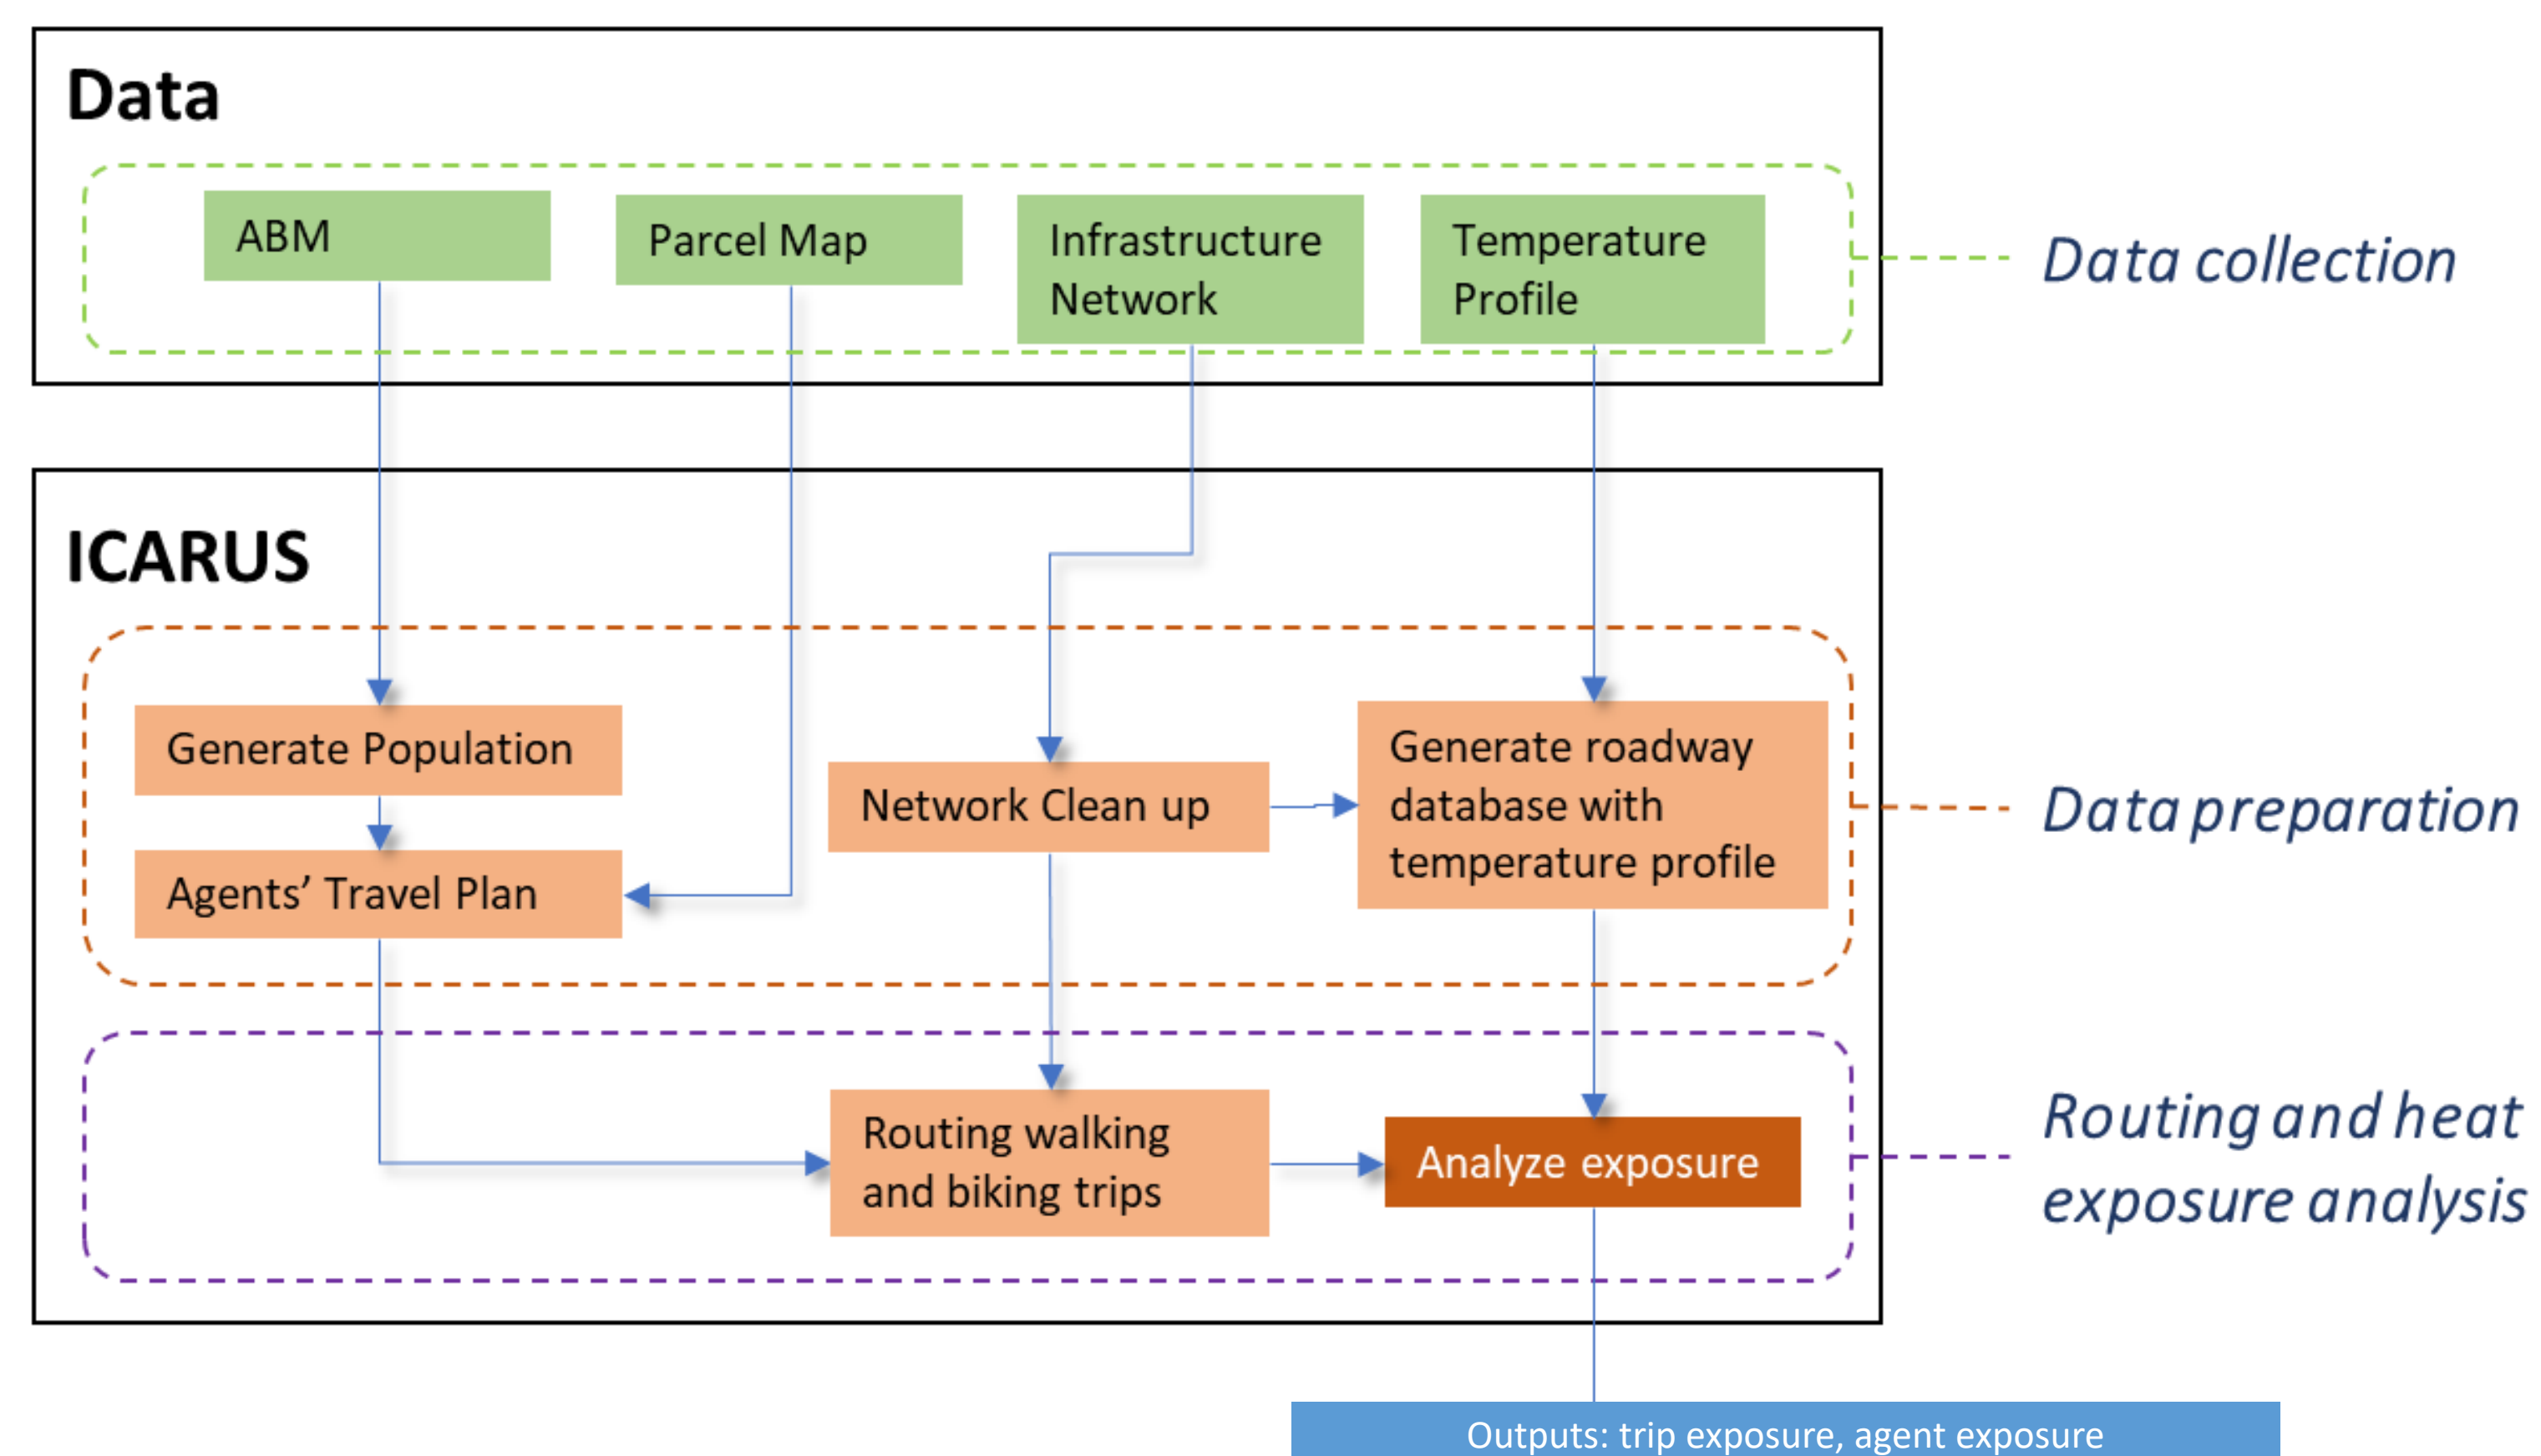 Data
ABM
Parcel Map
Infrastructure
Network
Temperature
Profile
Data collection
ICARUS
Generate Population
Agents’ Travel Plan
Network Clean up
Generate roadway
database with
temperature profile
Data preparation
Routing walking
and biking trips
Analyze exposure
Routing and heat
exposure analysis
Outputs: trip exposure, agent exposure